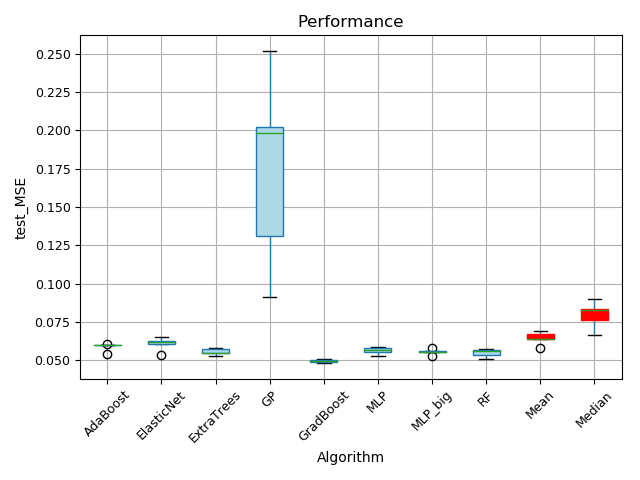 Performance
test_MSE
0.250
0.225
0.200
0.175
0.150
0.125
0.100
0.075
0.050
AdaBoost
ElasticNet
ExtraTrees
GP
GradBoost
MLP
MLP_big
RF
Mean
Median
Algorithm